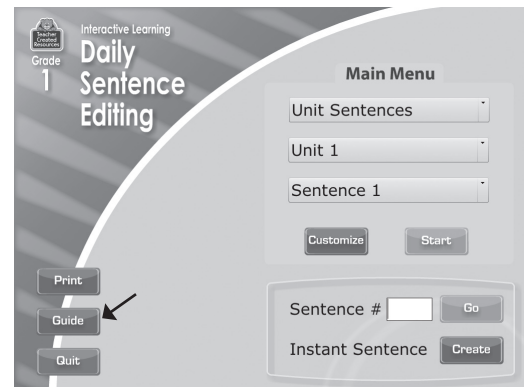 Teacher
Created
Resources
Interactive Learning
Grade
1
Daily
Sentence
Editing
Main Menu
Unit Sentences
Unit 1
Sentence 1
Customize
Start
Print
Guide
Quit
Sentence #
Go
Instant Sentence
Create